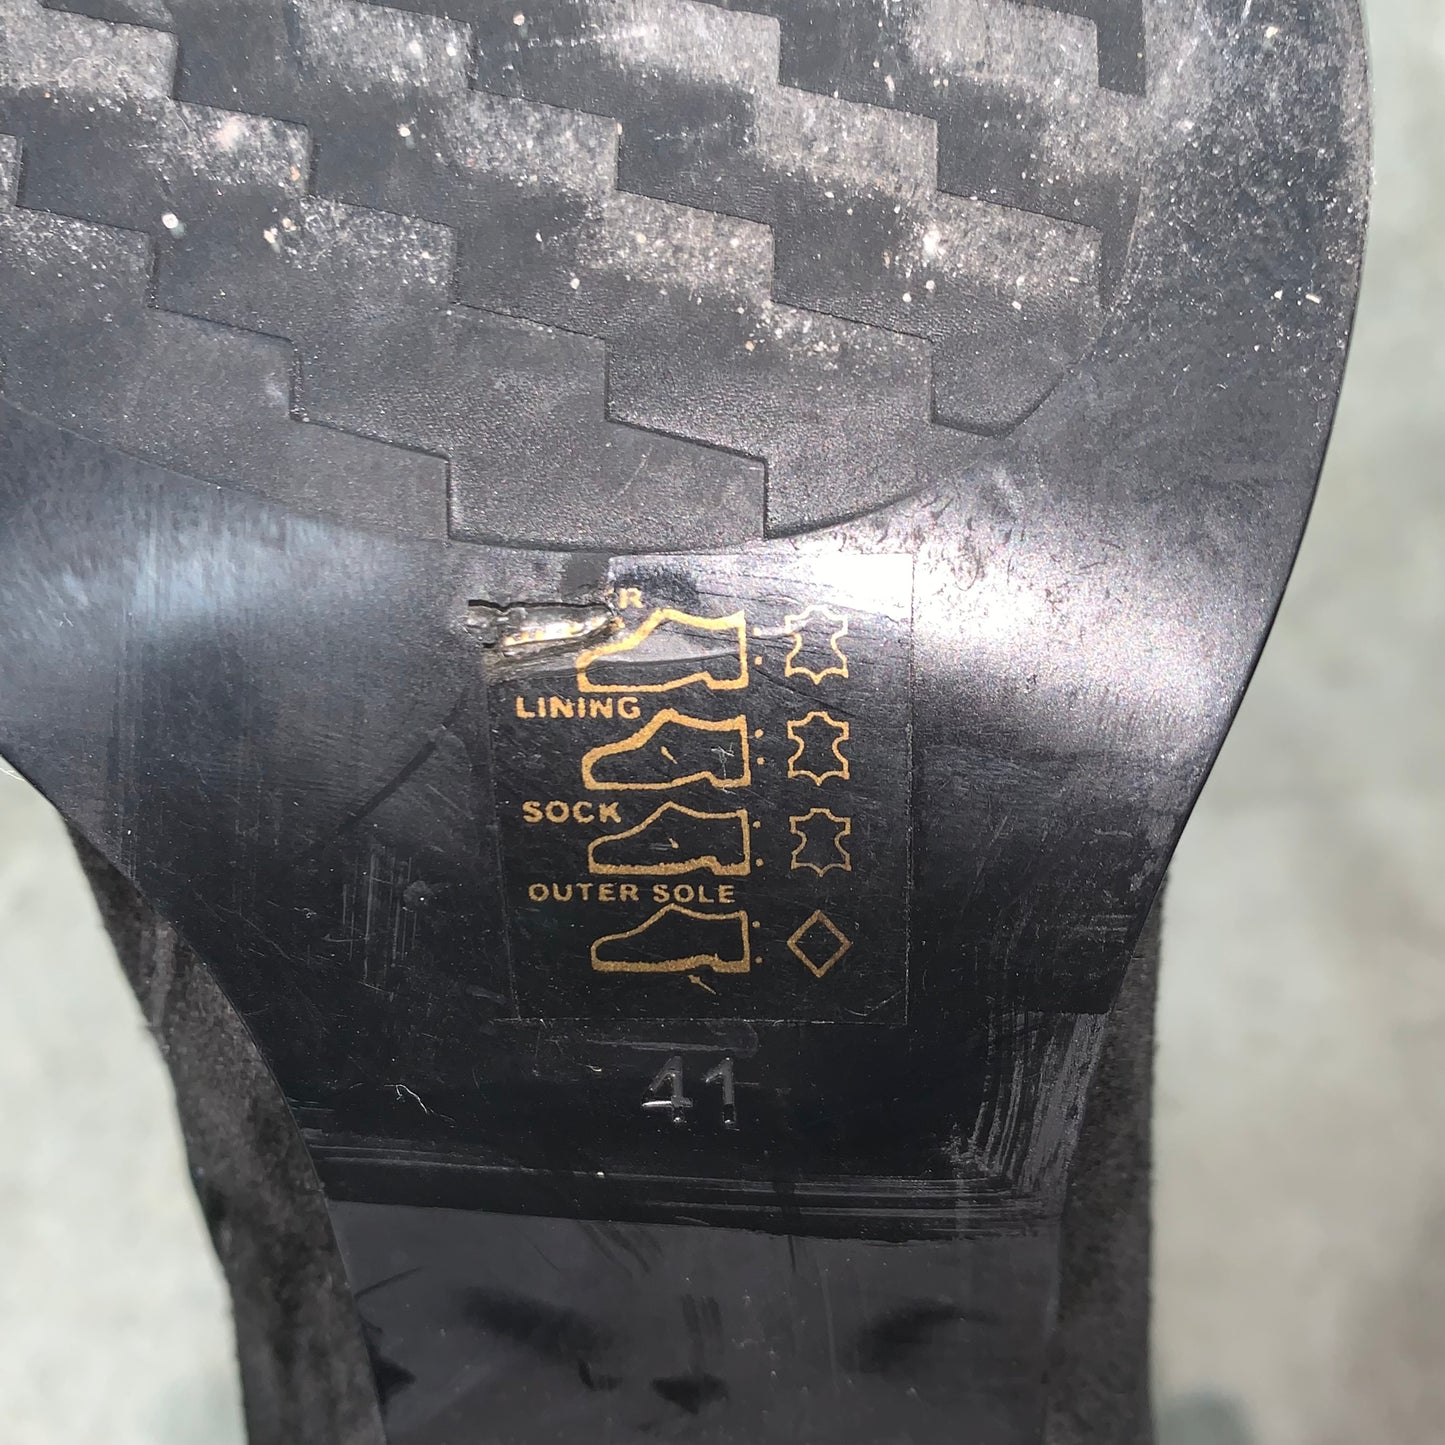 LINING
SOCK
OUTER SOLE
41